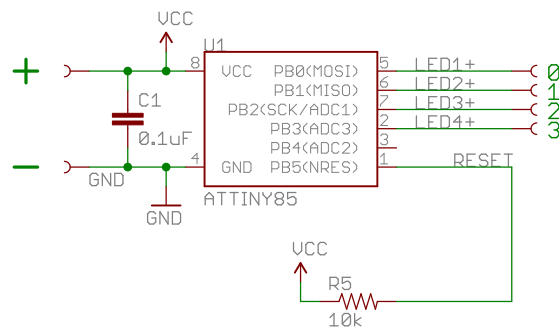 VCC
U1
+
8
VCC
PB0(MOSI)
5
LED1+
0
PB1(MISO)
6
LED2+
1
C1
PB2(SCK/ADC1)
7
LED3+
2
0.1uF
PB3(ADC3)
2
LED4+
3
PB4(ADC2)
3
−
GND
4
GND
PB5(NRES)
1
RESET
GND
ATTINY85
VCC
R5
10k